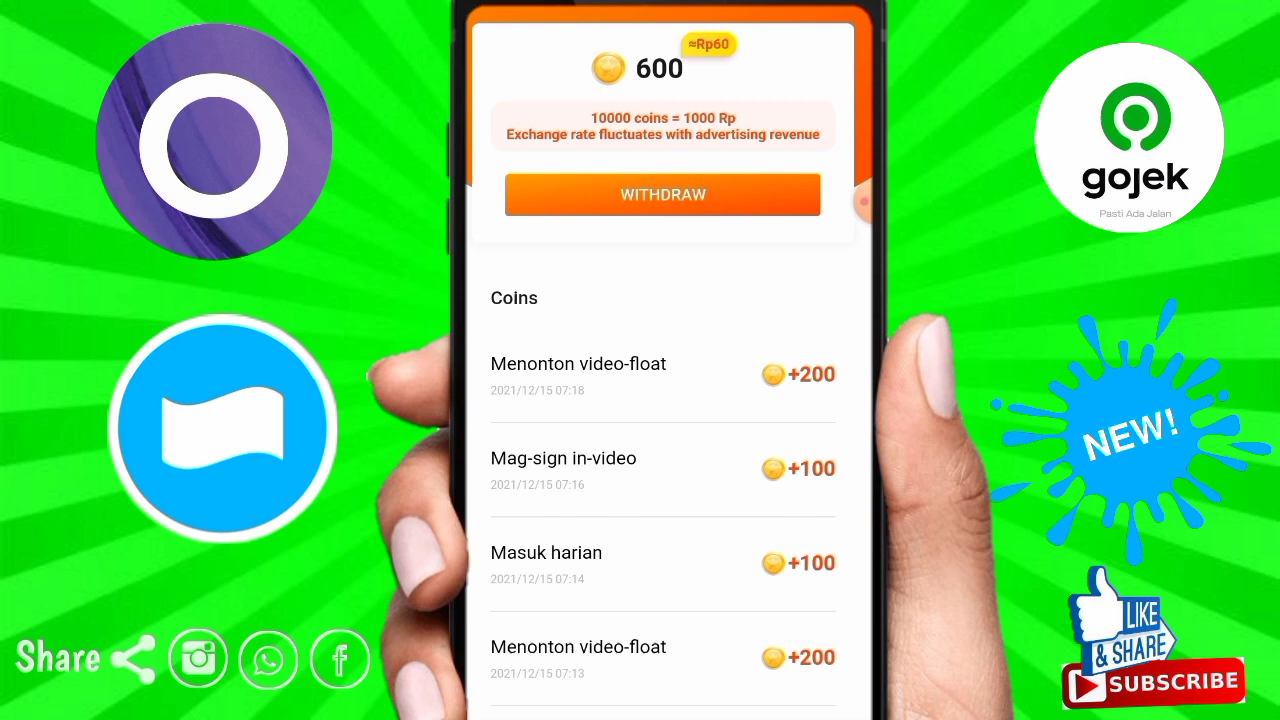 ≈Rp60
600
10000 coins = 1000 Rp
Exchange rate fluctuates with advertising revenue
WITHDRAW
Coins
Menonton video-float
+200
2021/12/15 07:18
Mag-sign in-video
+100
2021/12/15 07:16
Masuk harian
+100
2021/12/15 07:14
Menonton video-float
+200
2021/12/15 07:13
gojek
Pasti Ada Jalan
NEW!
Share
LIKE
& SHARE
SUBSCRIBE